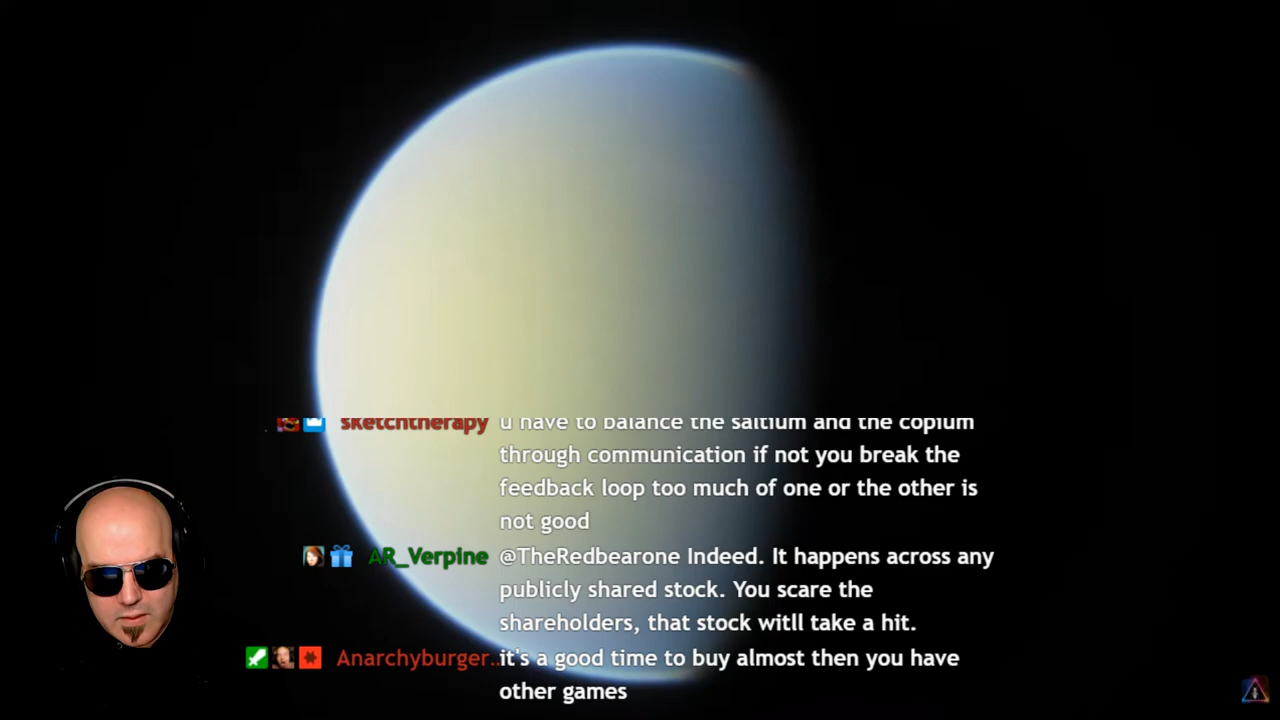 sketchtherapy u have to balance the saltium and the copium
through communication if not you break the
feedback loop too much of one or the other is
not good
AR_Verpine @TheRedbearone Indeed. It happens across any
publicly shared stock. You scare the
shareholders, that stock witll take a hit.
Anarchyburger.. it's a good time to buy almost then you have
other games